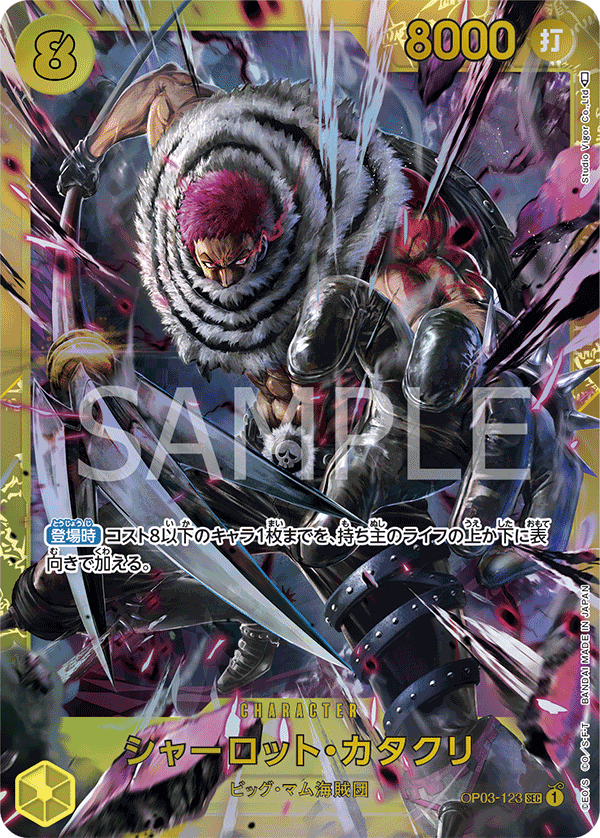 8
8000
打
Studio Vigor Co.,Ltd
SAMPLE
登場時 コスト8以下のキャラ1枚までを、持ち主のライフの上か下に表
向きで加える。
CHARACTER
シャーロット・カタクリ
ビッグ・マム海賊団
OP03-123 SEC 1
©E.O/S CO/S・F・T BANDAI MADE IN JAPAN